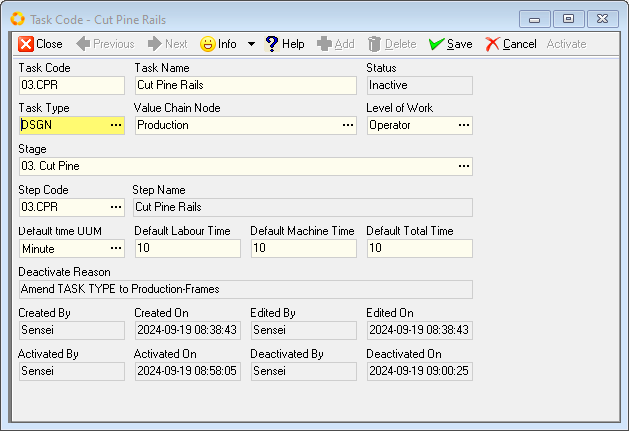 Task Code - Cut Pine Rails
Close Previous Next Info Help Add Delete Save Cancel Activate
Task Code Task Name Status
03.CPR Cut Pine Rails Inactive
Task Type Value Chain Node Level of Work
DSGN ... Production ... Operator ...
Stage
03. Cut Pine ...
Step Code Step Name
03.CPR ... Cut Pine Rails
Default time UUM Default Labour Time Default Machine Time Default Total Time
Minute ... 10 10 10
Deactivate Reason
Amend TASK TYPE to Production-Frames
Created By Created On Edited By Edited On
Sensei 2024-09-19 08:38:43 Sensei 2024-09-19 08:38:43
Activated By Activated On Deactivated By Deactivated On
Sensei 2024-09-19 08:58:05 Sensei 2024-09-19 09:00:25